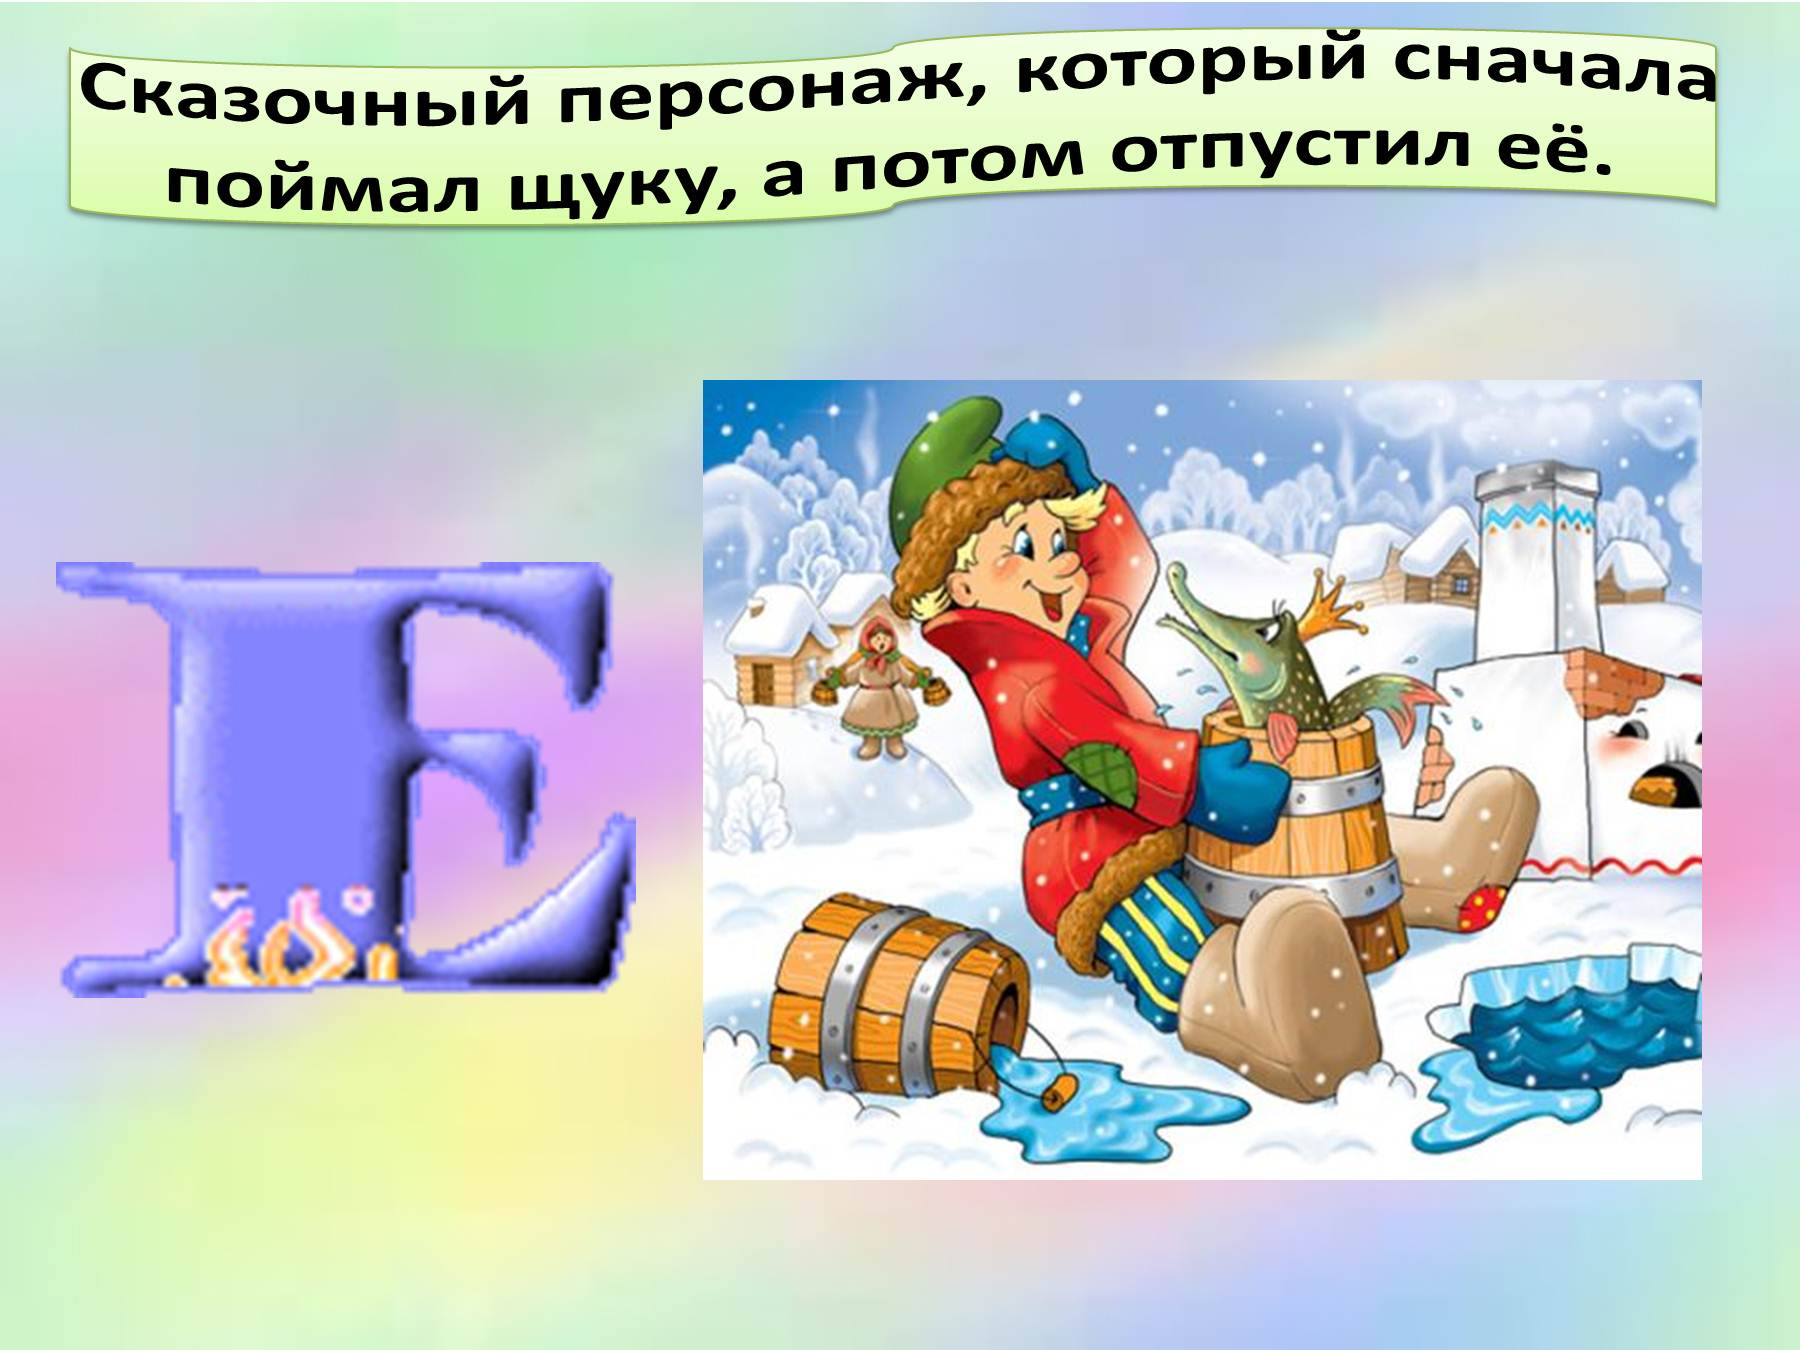 Сказочный персонаж, который сначала
поймал щуку, а потом отпустил её.
Е